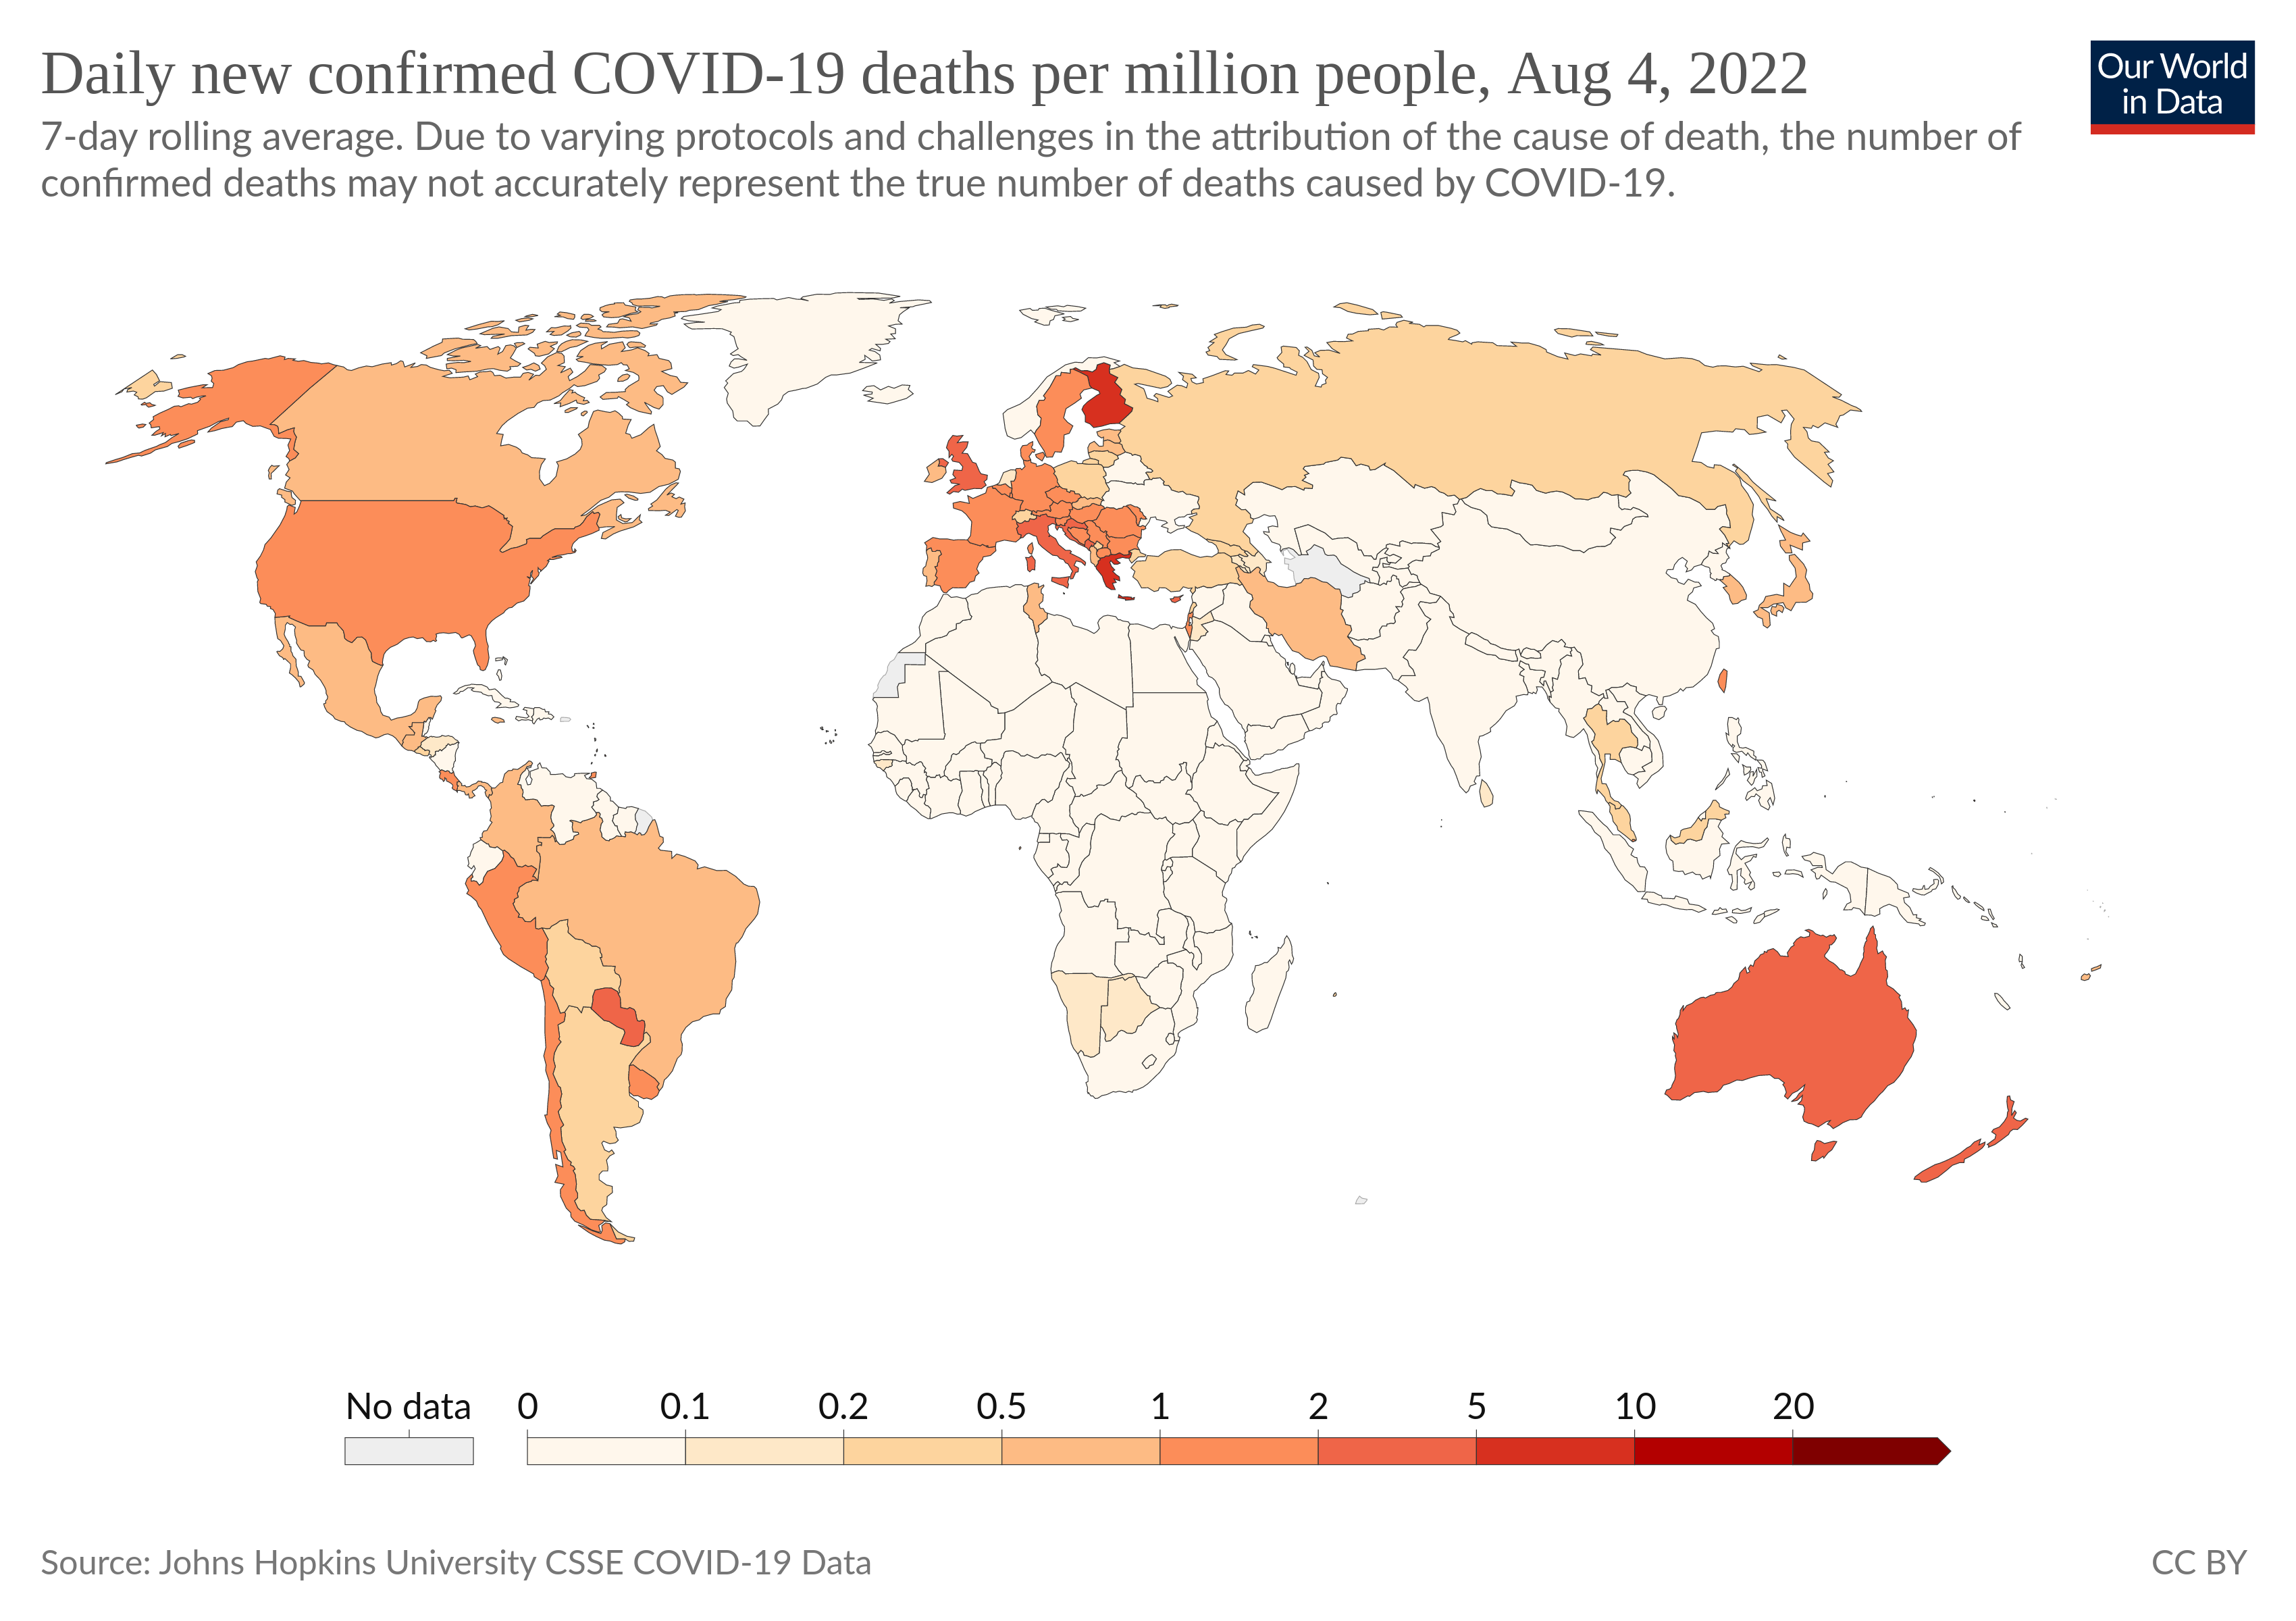 Daily new confirmed COVID-19 deaths per million people, Aug 4, 2022
Our World
in Data
7-day rolling average. Due to varying protocols and challenges in the attribution of the cause of death, the number of
confirmed deaths may not accurately represent the true number of deaths caused by COVID-19.
No data 0 0.1 0.2 0.5 1 2 5 10 20
Source: Johns Hopkins University CSSE COVID-19 Data
CC BY